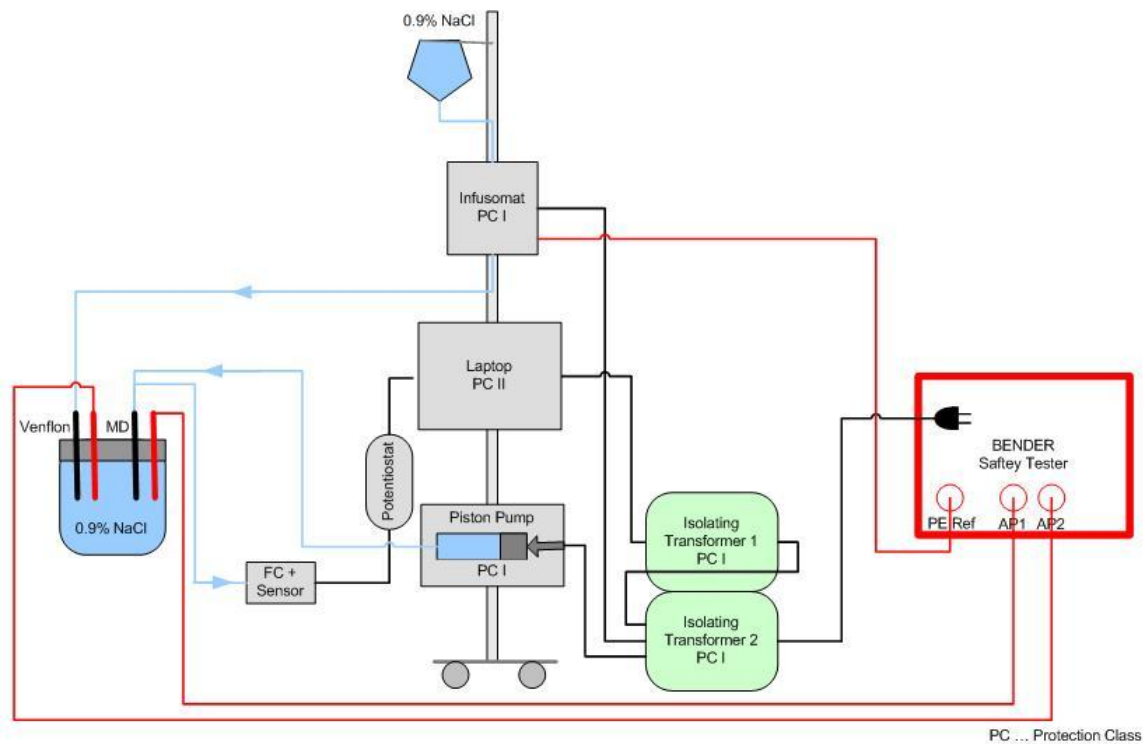 0.9% NaCl
Infusomat
PC I
Laptop
PC II
Venflon
MD
0.9% NaCl
Potentiostat
Piston Pump
PC I
FC +
Sensor
Isolating
Transformer 1
PC I
Isolating
Transformer 2
PC I
BENDER
Saftey Tester
PE Ref
AP1
AP2
PC ... Protection Class